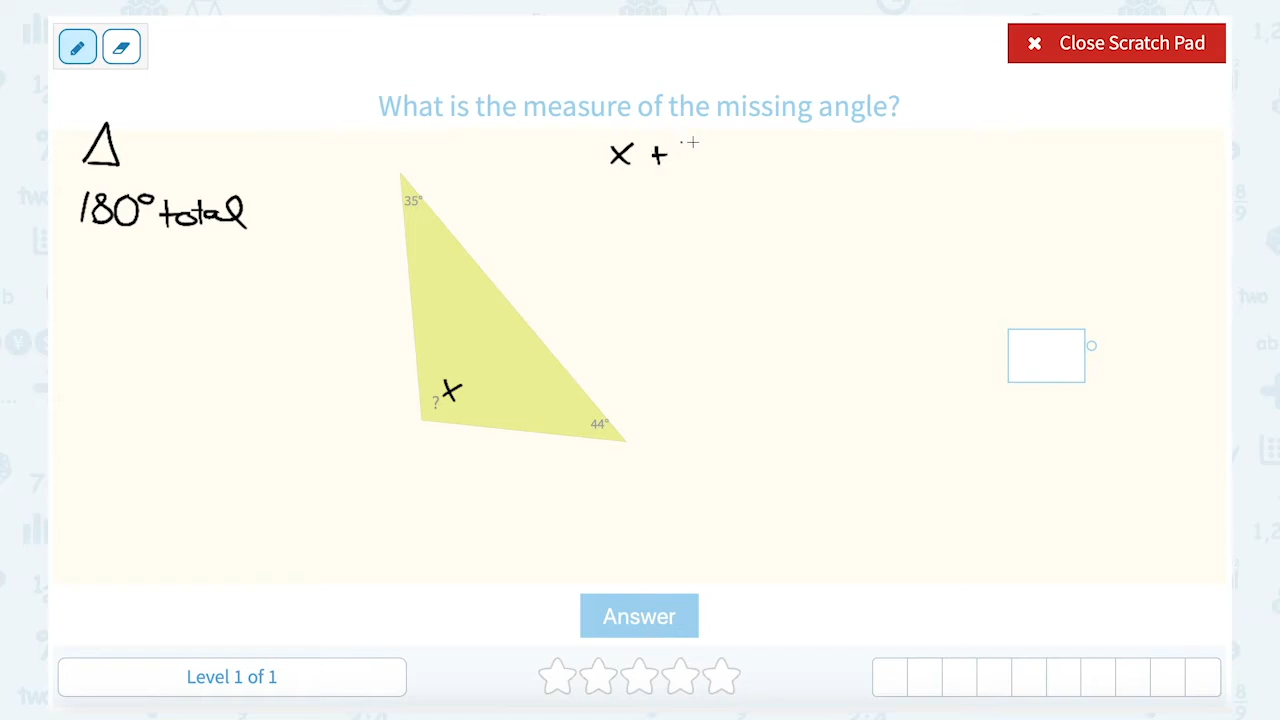 Close Scratch Pad
What is the measure of the missing angle?
Δ
180° total
x +
35°
?
x
44°
Answer
Level 1 of 1